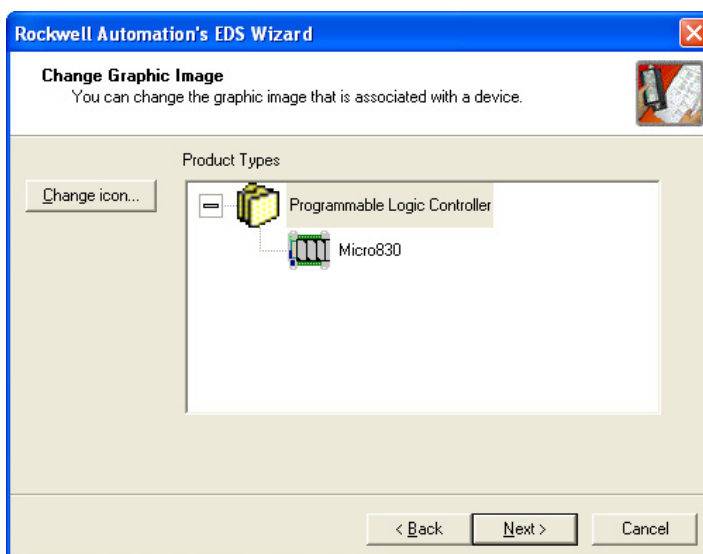 Rockwell Automation's EDS Wizard
Change Graphic Image
You can change the graphic image that is associated with a device.
Product Types
Change icon...
Programmable Logic Controller
Micro830
< Back
Next >
Cancel